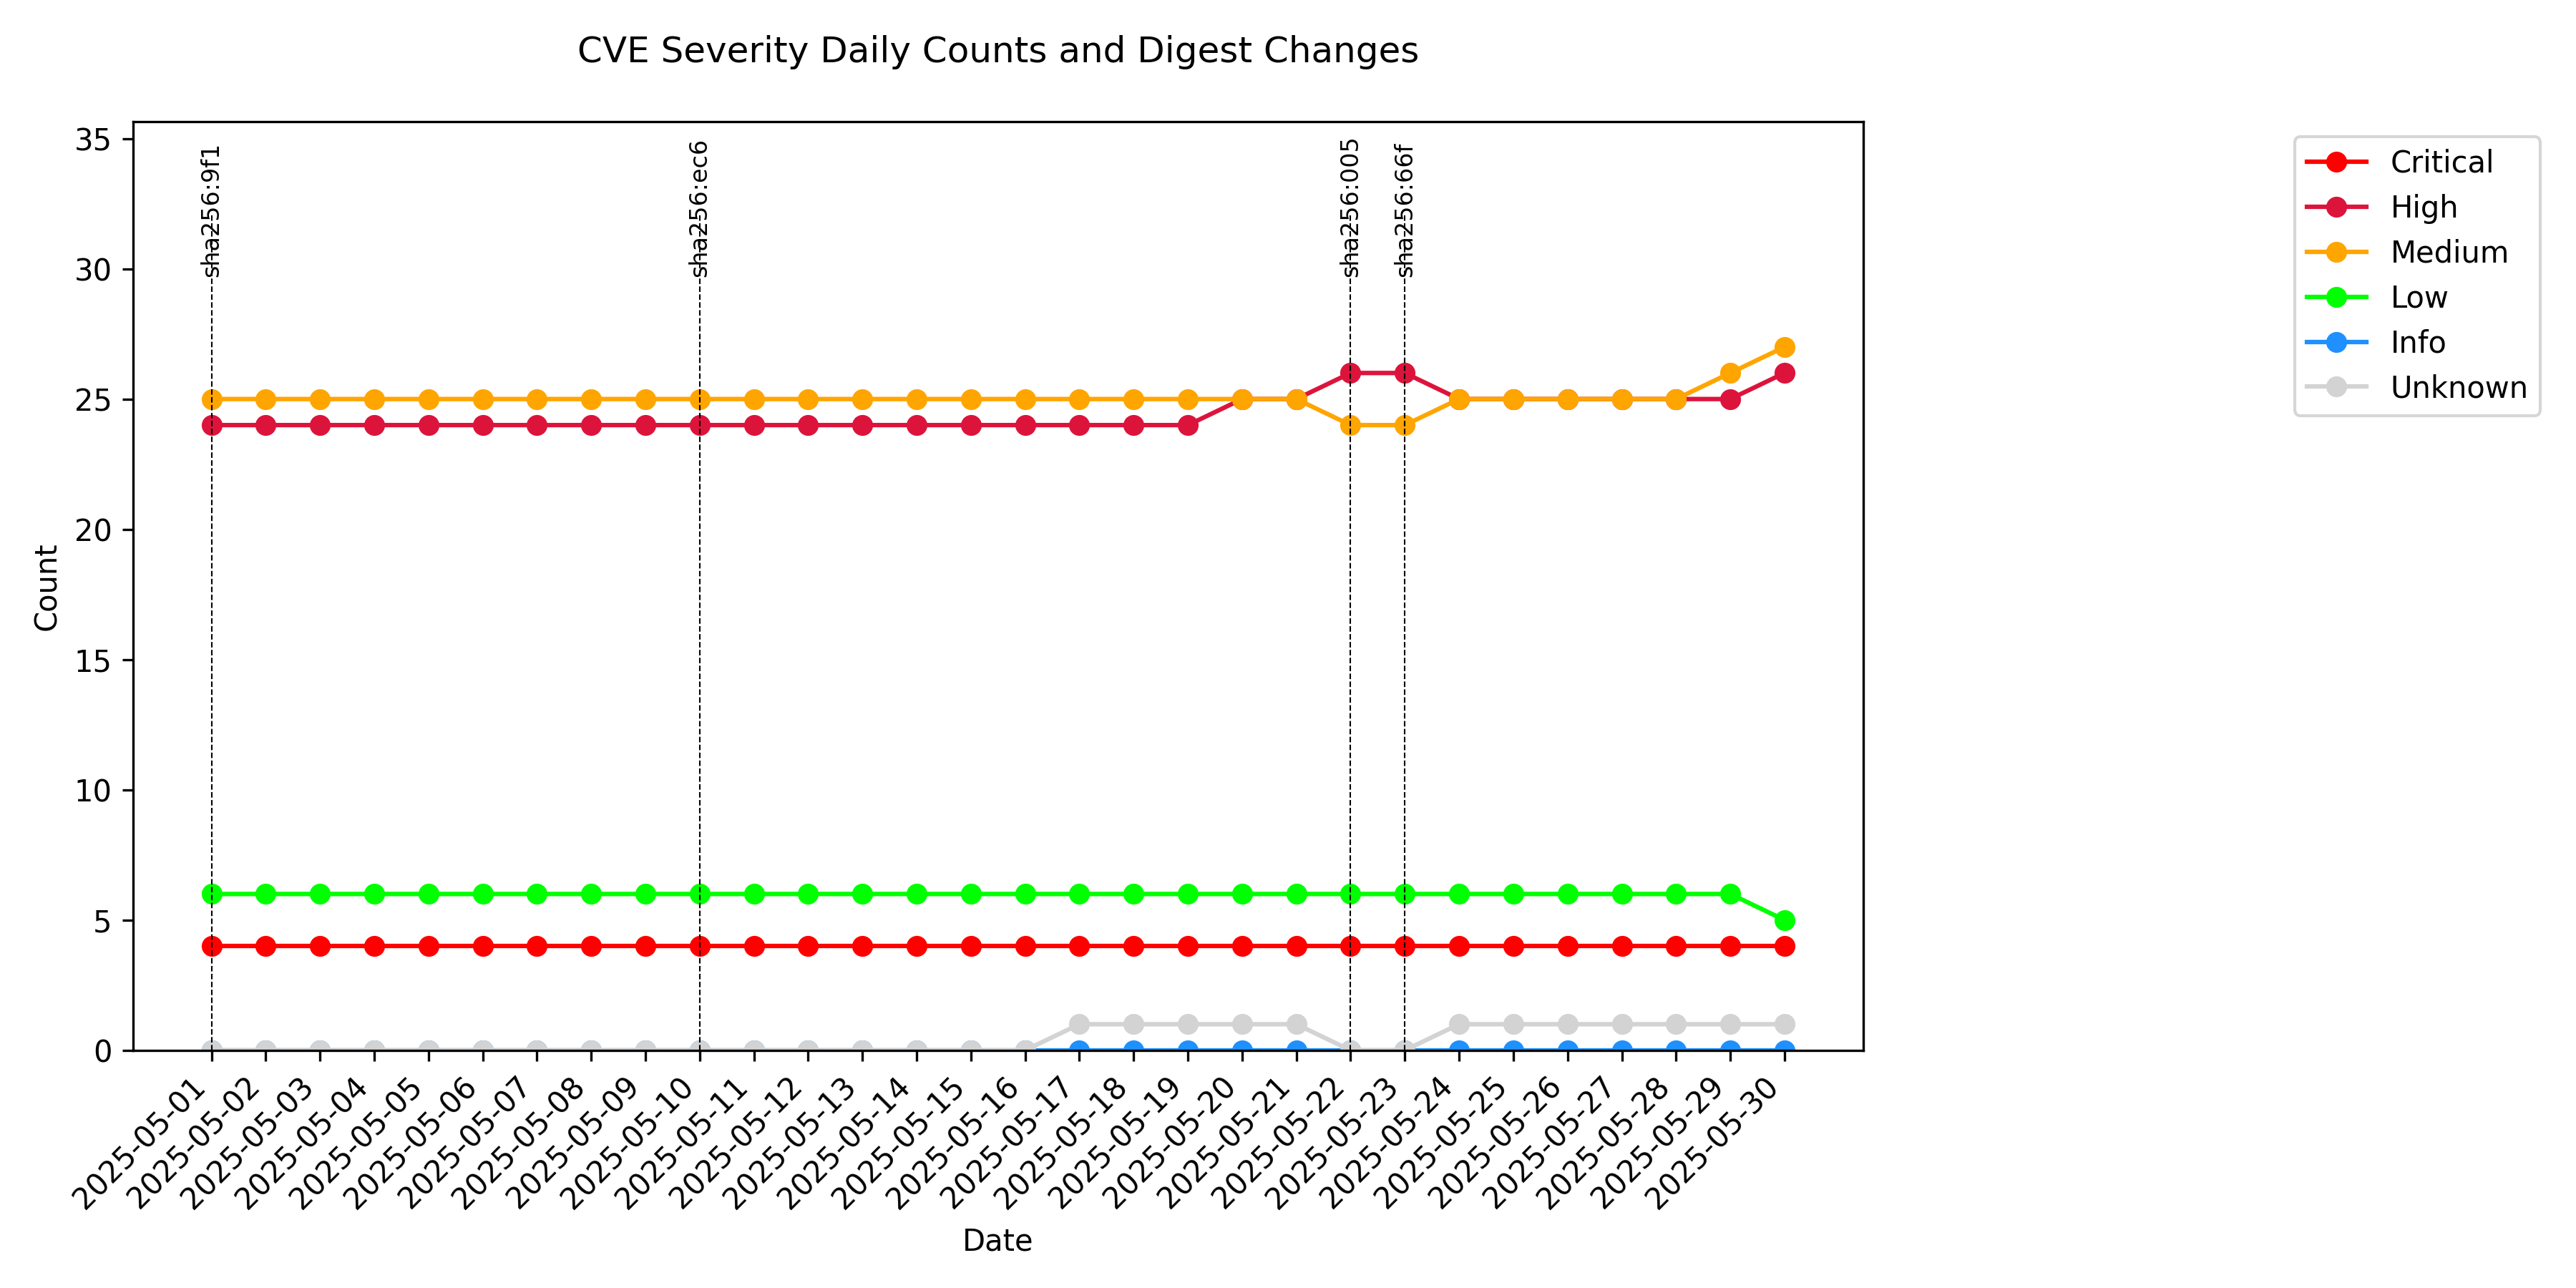 CVE Severity Daily Counts and Digest Changes
35
30
25
20
15
10
5
0
Count
sha256:9f1
sha256:ec6
sha256:005
sha256:66f
Critical
High
Medium
Low
Info
Unknown
2025-05-01
2025-05-02
2025-05-03
2025-05-04
2025-05-05
2025-05-06
2025-05-07
2025-05-08
2025-05-09
2025-05-10
2025-05-11
2025-05-12
2025-05-13
2025-05-14
2025-05-15
2025-05-16
2025-05-17
2025-05-18
2025-05-19
2025-05-20
2025-05-21
2025-05-22
2025-05-23
2025-05-24
2025-05-25
2025-05-26
2025-05-27
2025-05-28
2025-05-29
2025-05-30
Date